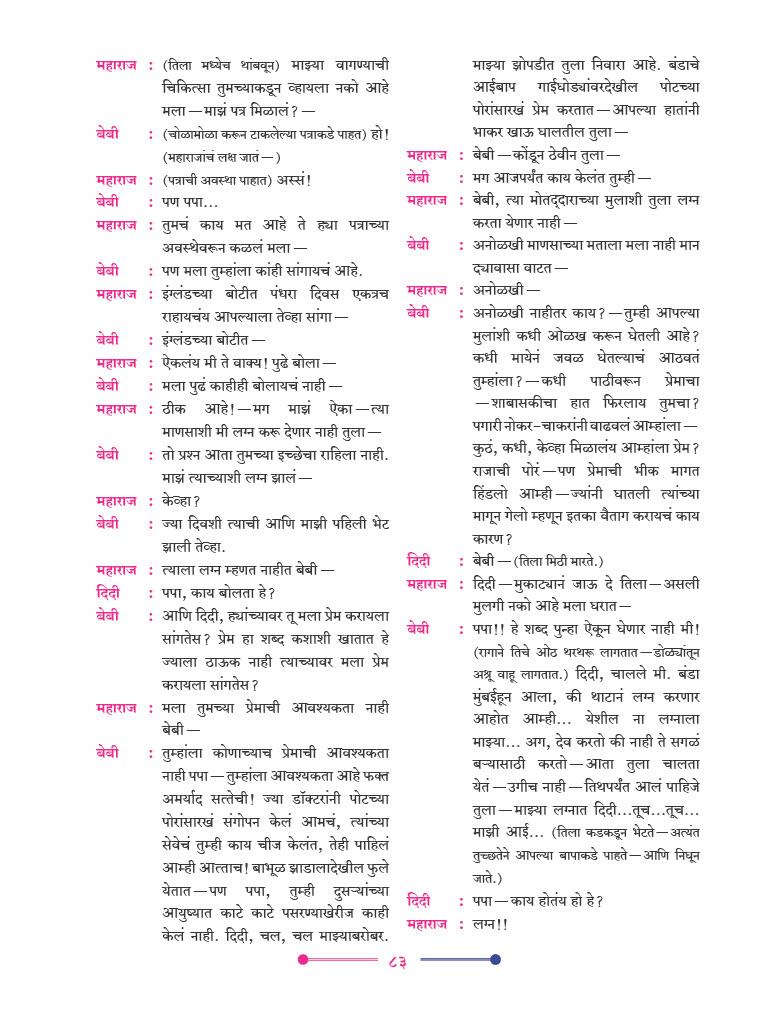 महाराज : (तिला मध्येच थांबवून) माझ्या वागण्याची
चिकित्सा तुमच्याकडून व्हायला नको आहे
मला — माझं पत्र मिळालं? —
बेबी : (चोळामोळा करून टाकलेल्या पत्राकडे पाहत) हो!
(महाराजांचं लक्ष जातं —)
महाराज : (पत्राची अवस्था पाहात) अस्सं!
बेबी : पण पपा...
महाराज : तुमचं काय मत आहे ते ह्या पत्राच्या
अवस्थेवरून कळलं मला —
बेबी : पण मला तुम्हांला कांही सांगायचं आहे.
महाराज : इंग्लंडच्या बोटीत पंधरा दिवस एकत्रच
राहायचंय आपल्याला तेव्हा सांगा —
बेबी : इंग्लंडच्या बोटीत —
महाराज : ऐकलंय मी ते वाक्य! पुढे बोला —
बेबी : मला पुढं काहीही बोलायचं नाही —
महाराज : ठीक आहे! — मग माझं ऐका — त्या
माणसाशी मी लग्न करू देणार नाही तुला —
बेबी : तो प्रश्न आता तुमच्या इच्छेचा राहिला नाही.
माझं त्याच्याशी लग्न झालं —
महाराज : केव्हा?
बेबी : ज्या दिवशी त्याची आणि माझी पहिली भेट
झाली तेव्हा.
महाराज : त्याला लग्न म्हणत नाहीत बेबी —
दिदी : पपा, काय बोलता हे?
बेबी : आणि दिदी, ह्यांच्यावर तू मला प्रेम करायला
सांगतेस? प्रेम हा शब्द कशाशी खातात हे
ज्याला ठाऊक नाही त्याच्यावर मला प्रेम
करायला सांगतेस?
महाराज : मला तुमच्या प्रेमाची आवश्यकता नाही
बेबी —
बेबी : तुम्हांला कोणाच्याच प्रेमाची आवश्यकता
नाही पपा — तुम्हांला आवश्यकता आहे फक्त
अमर्याद सत्तेची! ज्या डॉक्टरांनी पोटच्या
पोरांसारखं संगोपन केलं आमचं, त्यांच्या
सेवेचं तुम्ही काय चीज केलंत, तेही पाहिलं
आम्ही आत्ताच! बाभूळ झाडालादेखील फुले
येतात — पण पपा, तुम्ही दुसऱ्यांच्या
आयुष्यात काटे काटे पसरण्याखेरीज काही
केलं नाही. दिदी, चल, चल माझ्याबरोबर.
माझ्या झोपडीत तुला निवारा आहे. बंडाचे
आईबाप गाईघोड्यांवरदेखील पोटच्या
पोरांसारखं प्रेम करतात — आपल्या हातांनी
भाकर खाऊ घालतील तुला —
महाराज : बेबी — कोंडून ठेवीन तुला —
बेबी : मग आजपर्यंत काय केलंत तुम्ही —
महाराज : बेबी, त्या मोतद्दाराच्या मुलाशी तुला लग्न
करता येणार नाही —
बेबी : अनोळखी माणसाच्या मताला मला नाही मान
द्यावासा वाटत —
महाराज : अनोळखी —
बेबी : अनोळखी नाहीतर काय? — तुम्ही आपल्या
मुलांशी कधी ओळख करून घेतली आहे?
कधी मायेनं जवळ घेतल्याचं आठवतं
तुम्हांला? — कधी पाठीवरून प्रेमाचा
— शाबासकीचा हात फिरलाय तुमचा?
पगारी नोकर-चाकरांनी वाढवलं आम्हांला —
कुठं, कधी, केव्हा मिळालंय आम्हांला प्रेम?
राजाची पोरं — पण प्रेमाची भीक मागत
हिंडलो आम्ही — ज्यांनी घातली त्यांच्या
मागून गेलो म्हणून इतका वैताग करायचं काय
कारण?
दिदी : बेबी — (तिला मिठी मारते.)
महाराज : दिदी — मुकाट्यानं जाऊ दे तिला — असली
मुलगी नको आहे मला घरात —
बेबी : पपा!! हे शब्द पुन्हा ऐकून घेणार नाही मी!
(रागाने तिचे ओठ थरथरू लागतात — डोळ्यांतून
अश्रू वाहू लागतात.) दिदी, चालले मी. बंडा
मुंबईहून आला, की थाटानं लग्न करणार
आहोत आम्ही... येशील ना लग्नाला
माझ्या... अग, देव करतो की नाही ते सगळं
बऱ्यासाठी करतो — आता तुला चालता
येतं — उगीच नाही — तिथपर्यंत आलं पाहिजे
तुला — माझ्या लग्नात दिदी...तूच...तूच...
माझी आई... (तिला कडकडून भेटते — अत्यंत
तुच्छतेने आपल्या बापाकडे पाहते — आणि निघून
जाते.)
दिदी : पपा — काय होतंय हो हे?
महाराज : लग्न!!
८३